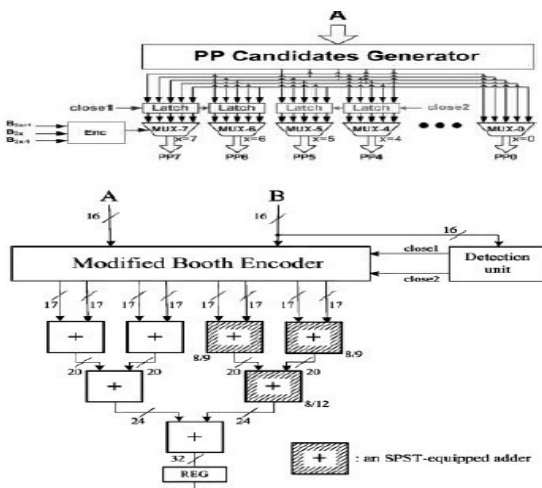 A
PP Candidates Generator
close1 Latch Latch Latch Latch close2
B2x+1
B2x
B2x-1
Enc
MUX-7 MUX-6 MUX-5 MUX-4 MUX-0
x=7 x=6 x=5 x=4 x=0
PP7 PP6 PP5 PP4 PP0
A B
16 16 16
Modified Booth Encoder
close1
close2
Detection
unit
17 17 17 17 17 17 17 17
+ + + +
8/9 8/9
20 20 20 20
+ +
8/12
24 24
+
32
REG
+ : an SPST-equipped adder